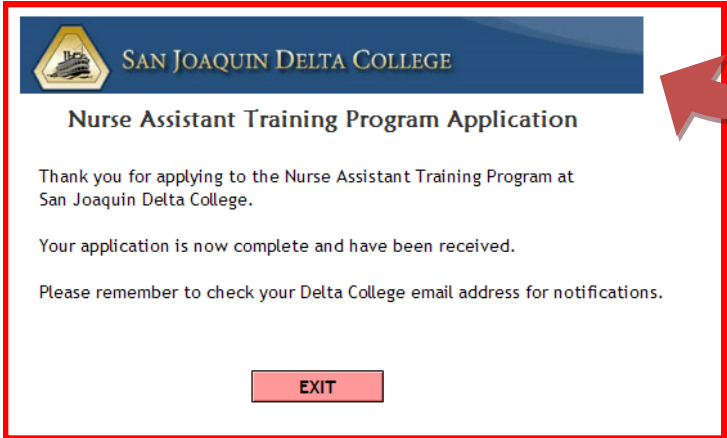 SAN JOAQUIN DELTA COLLEGE
Nurse Assistant Training Program Application
Thank you for applying to the Nurse Assistant Training Program at
San Joaquin Delta College.
Your application is now complete and have been received.
Please remember to check your Delta College email address for notifications.
EXIT